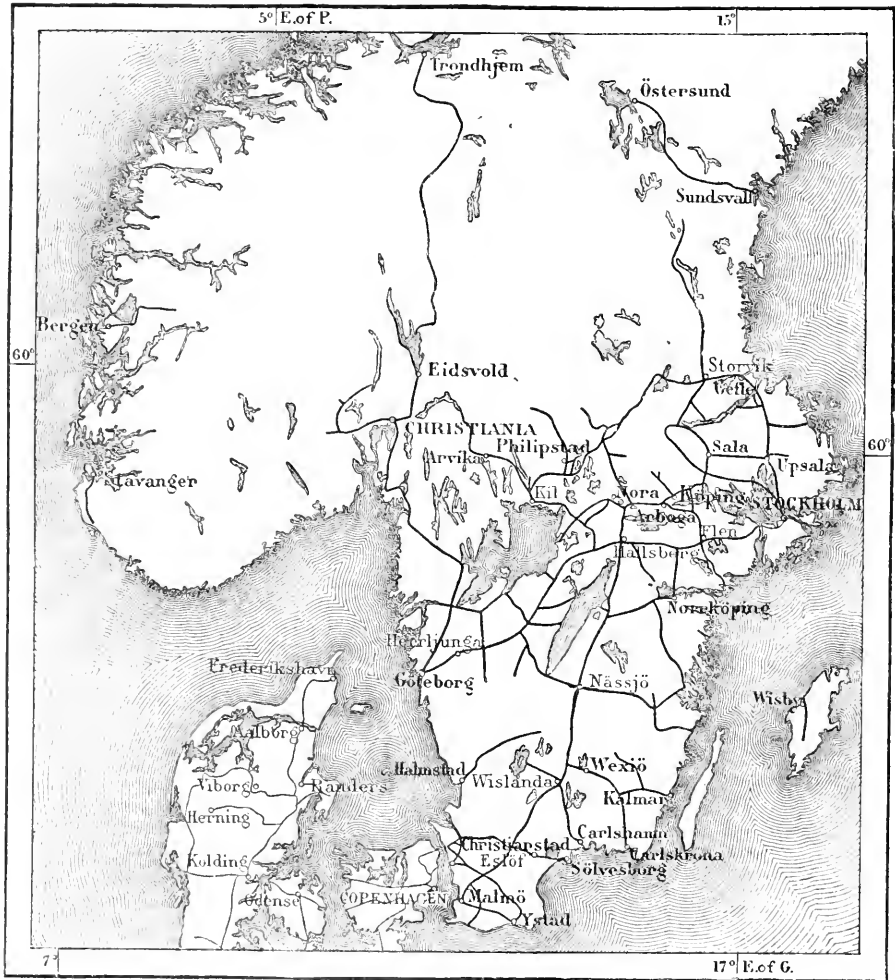 5° E.of P.
15°
Trondhjem
Östersund
Sundsvall
Bergen
60°
Eidsvold
Storvik
Gefle
CHRISTIANIA
Philipstad
Arvika
Sala
60°
Upsala
Stavanger
Kil
Nora
Köping
STOCKHOLM
Arboga
Flen
Hallsberg
Norrköping
Herrljunga
Frederikshavn
Göteborg
Nässjö
Wisby
Aalborg
Halmstad
Wislanda
Wexiö
Viborg
Randers
Kalmar
Herning
Carlshamn
Christianstad
Carlskrona
Kolding
Eslöf
Sölvesborg
Odense
COPENHAGEN
Malmö
Ystad
7°
17° E.of G.